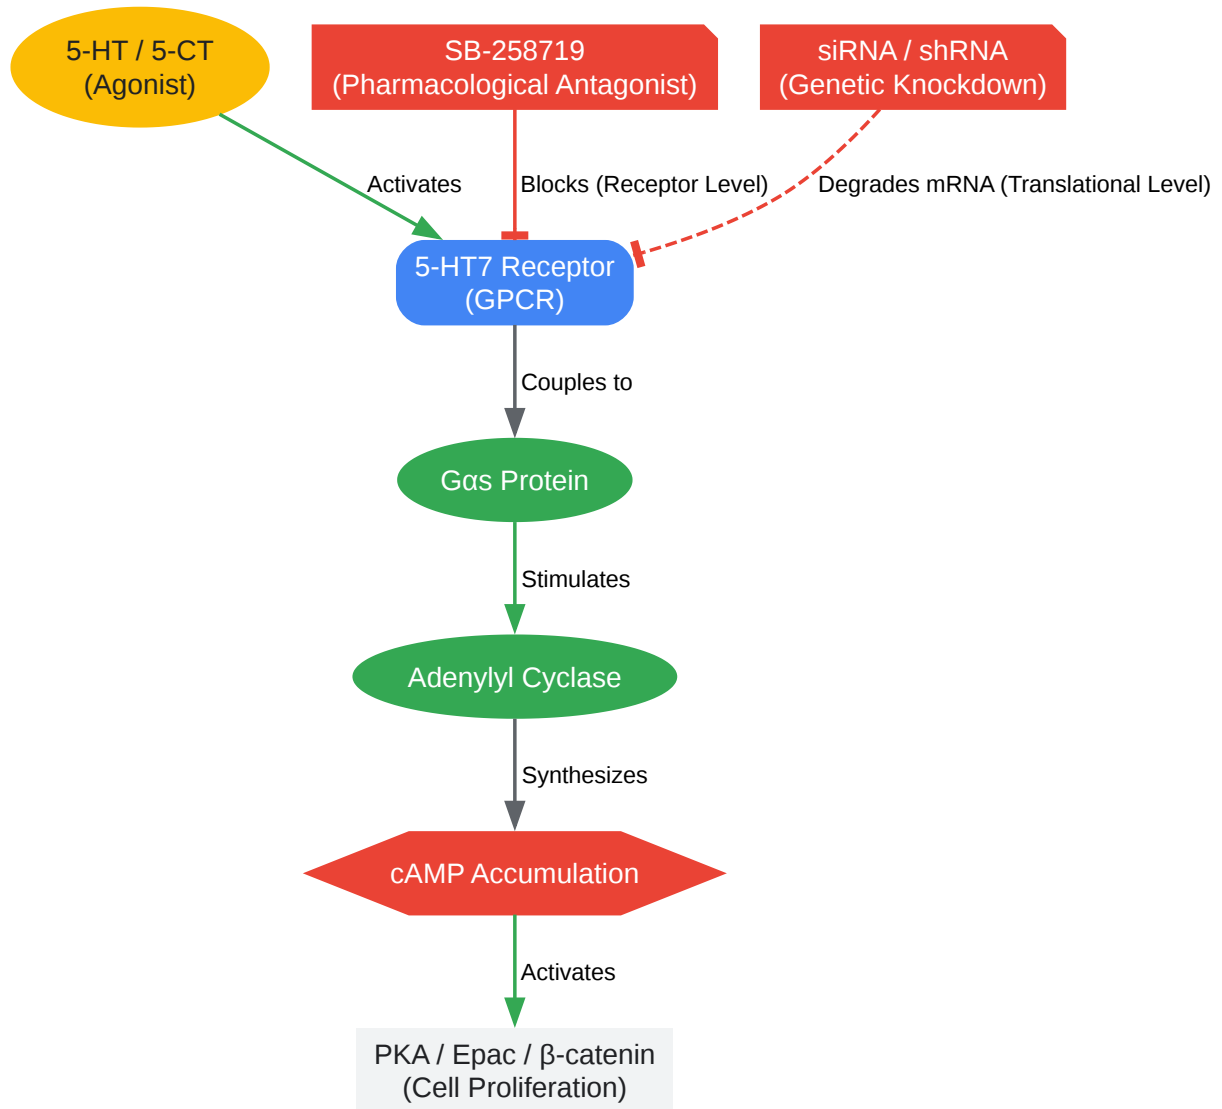 5-HT / 5-CT
(Agonist)
SB-258719
(Pharmacological Antagonist)
siRNA / shRNA
(Genetic Knockdown)
Activates
Blocks (Receptor Level)
Degrades mRNA (Translational Level)
5-HT7 Receptor
(GPCR)
Couples to
Gαs Protein
Stimulates
Adenylyl Cyclase
Synthesizes
cAMP Accumulation
Activates
PKA / Epac / β-catenin
(Cell Proliferation)